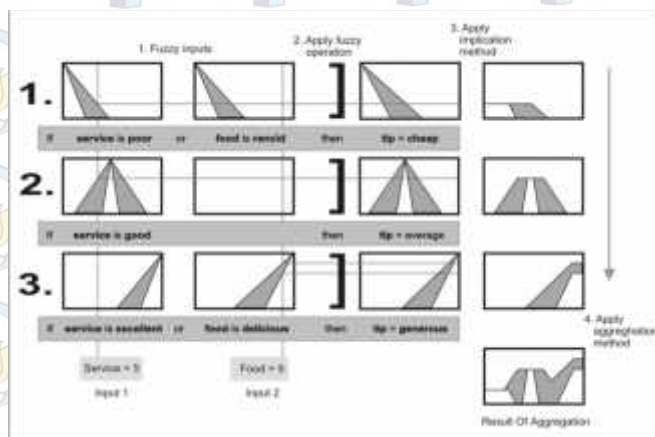 1. Fuzzy inputs
2. Apply fuzzy
operation
3. Apply
implication
method
1.
If service is poor or food is rancid then tip = cheap
2.
If service is good then tip = average
3.
If service is excellent or food is delicious then tip = generous
4. Apply
aggreghation
method
Service = 3
Food = 8
Input 1
Input 2
Result Of Aggregation